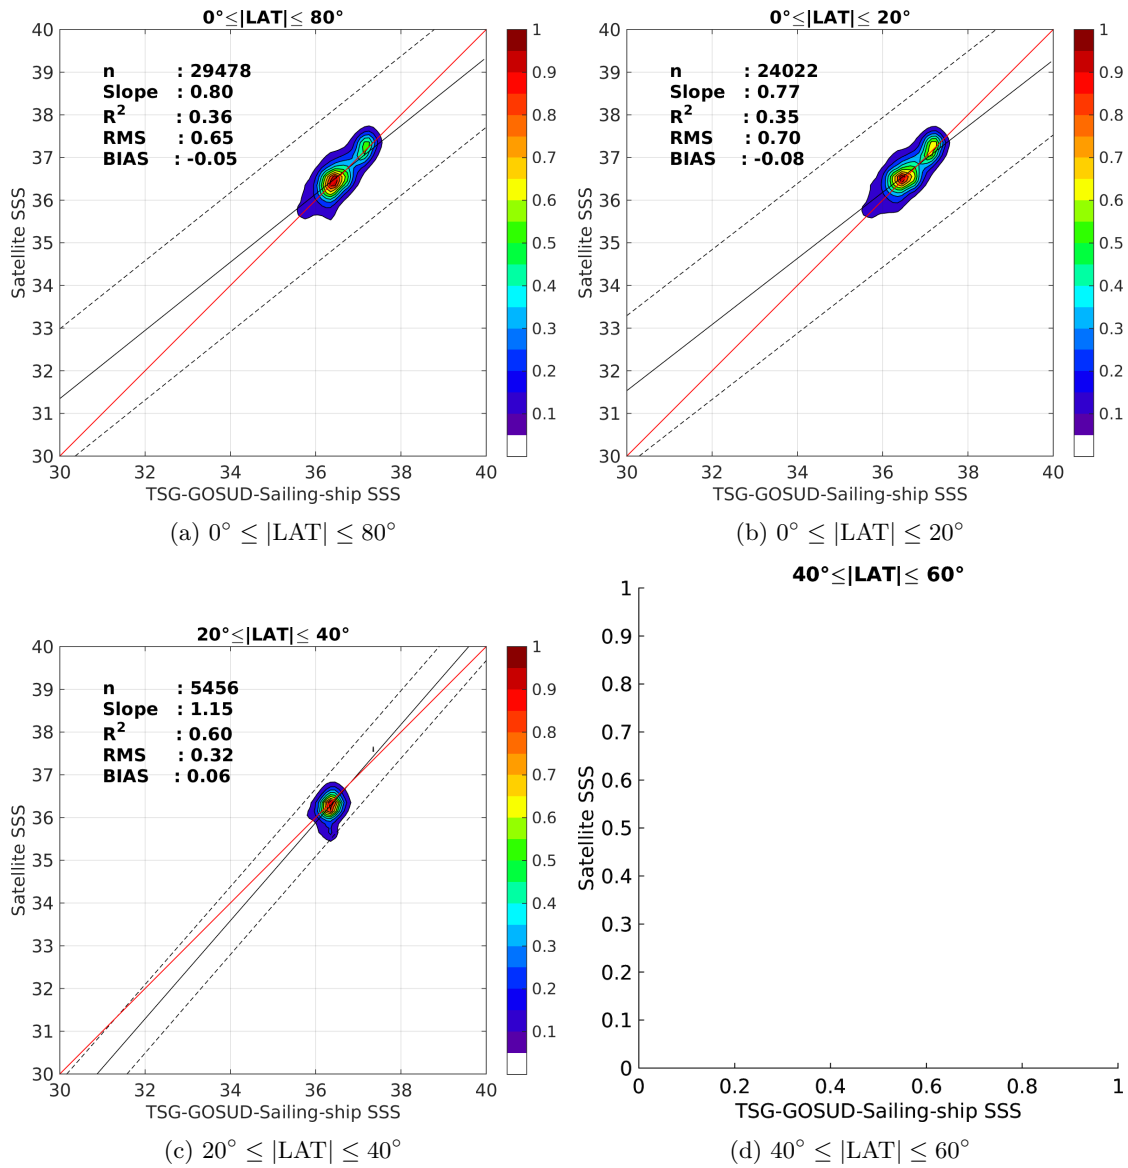 0°≤|LAT|≤ 80°
n : 29478
Slope : 0.80
R² : 0.36
RMS : 0.65
BIAS : -0.05
Satellite SSS
40
39
38
37
36
35
34
33
32
31
30
30 32 34 36 38 40
TSG-GOSUD-Sailing-ship SSS
1
0.9
0.8
0.7
0.6
0.5
0.4
0.3
0.2
0.1
(a) 0° ≤ |LAT| ≤ 80°
0°≤|LAT|≤ 20°
n : 24022
Slope : 0.77
R² : 0.35
RMS : 0.70
BIAS : -0.08
Satellite SSS
40
39
38
37
36
35
34
33
32
31
30
30 32 34 36 38 40
TSG-GOSUD-Sailing-ship SSS
1
0.9
0.8
0.7
0.6
0.5
0.4
0.3
0.2
0.1
(b) 0° ≤ |LAT| ≤ 20°
20°≤|LAT|≤ 40°
n : 5456
Slope : 1.15
R² : 0.60
RMS : 0.32
BIAS : 0.06
Satellite SSS
40
39
38
37
36
35
34
33
32
31
30
30 32 34 36 38 40
TSG-GOSUD-Sailing-ship SSS
1
0.9
0.8
0.7
0.6
0.5
0.4
0.3
0.2
0.1
(c) 20° ≤ |LAT| ≤ 40°
40°≤|LAT|≤ 60°
Satellite SSS
1
0.9
0.8
0.7
0.6
0.5
0.4
0.3
0.2
0.1
0
0 0.2 0.4 0.6 0.8 1
TSG-GOSUD-Sailing-ship SSS
(d) 40° ≤ |LAT| ≤ 60°